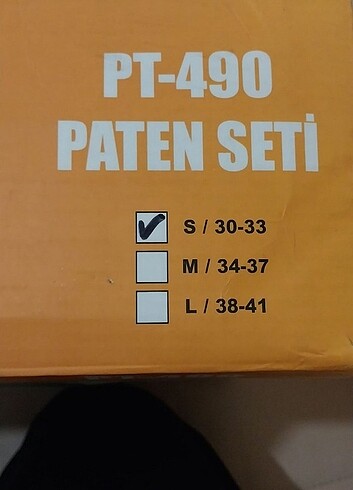 PT-490
PATEN SETİ
S / 30-33
M / 34-37
L / 38-41